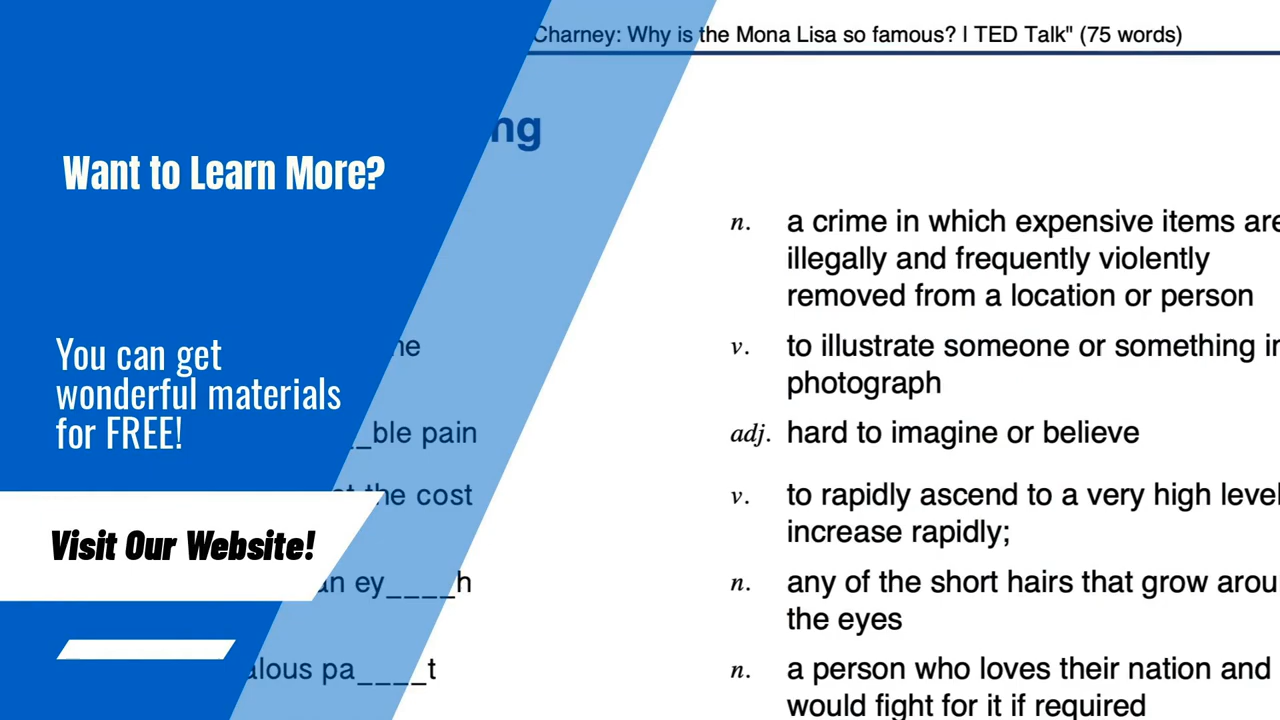 Charney: Why is the Mona Lisa so famous? | TED Talk" (75 words)
ng
Want to Learn More?
You can get
wonderful materials
for FREE!
Visit Our Website!
ne
_ble pain
the cost
an ey____h
alous pa____t
n. a crime in which expensive items are
illegally and frequently violently
removed from a location or person
v. to illustrate someone or something in
photograph
adj. hard to imagine or believe
v. to rapidly ascend to a very high level
increase rapidly;
n. any of the short hairs that grow arou
the eyes
n. a person who loves their nation and
would fight for it if required